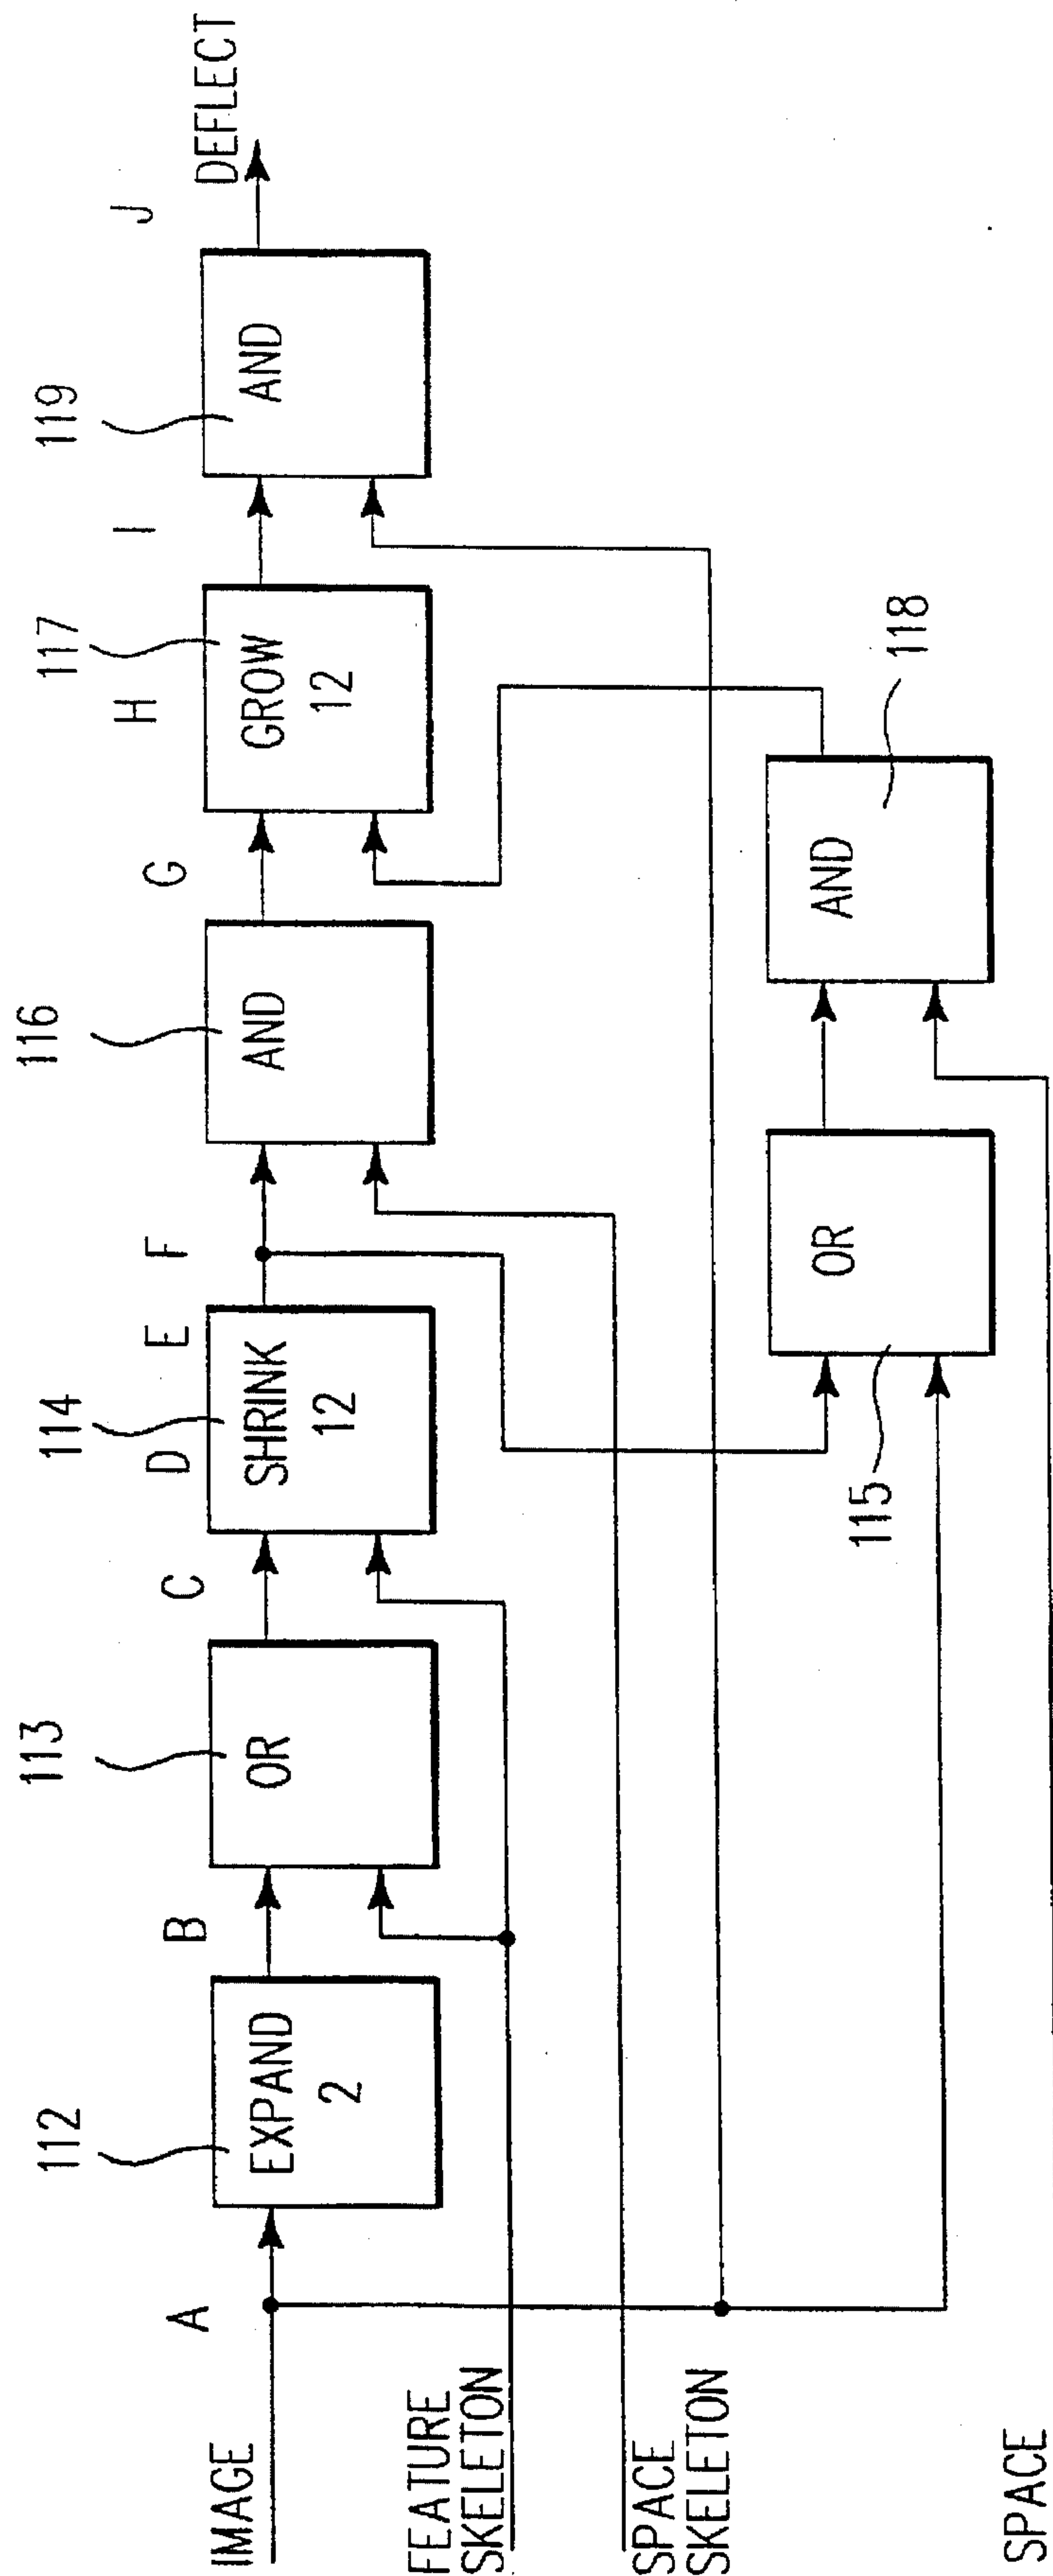 IMAGE
FEATURE
SKELETON
SPACE
SKELETON
SPACE
A
112
EXPAND
2
B
113
OR
C
114
D
SHRINK
12
E
F
116
AND
G
117
H
GROW
12
I
119
AND
J
DEFLECT
115
OR
118
AND